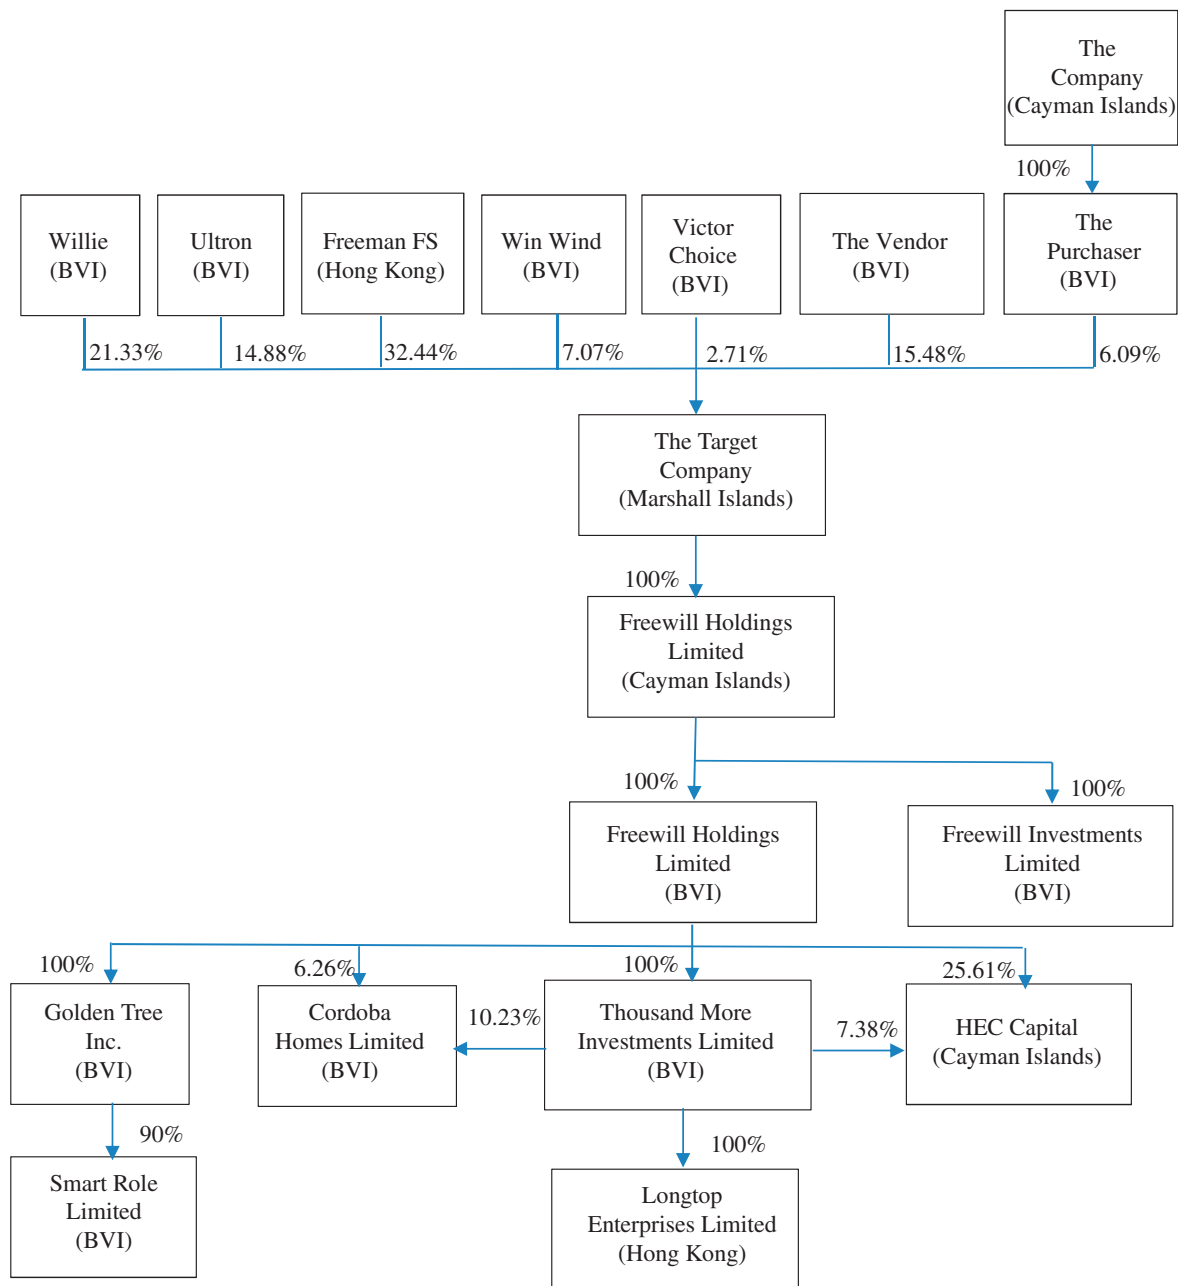 The
Company
(Cayman Islands)
100%
Willie
(BVI)
Ultron
(BVI)
Freeman FS
(Hong Kong)
Win Wind
(BVI)
Victor
Choice
(BVI)
The Vendor
(BVI)
The
Purchaser
(BVI)
21.33%
14.88%
32.44%
7.07%
2.71%
15.48%
6.09%
The Target
Company
(Marshall Islands)
100%
Freewill Holdings
Limited
(Cayman Islands)
100%
100%
Freewill Holdings
Limited
(BVI)
Freewill Investments
Limited
(BVI)
100%
6.26%
100%
25.61%
Golden Tree
Inc.
(BVI)
Cordoba
Homes Limited
(BVI)
10.23%
Thousand More
Investments Limited
(BVI)
7.38%
HEC Capital
(Cayman Islands)
90%
100%
Smart Role
Limited
(BVI)
Longtop
Enterprises Limited
(Hong Kong)